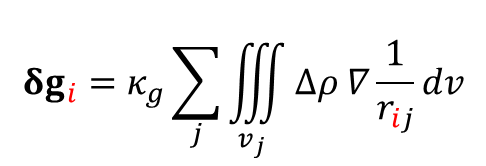 δg_i = κ_g ∑_j ∭_{v_j} Δρ ∇ 1/r_{ij} dv